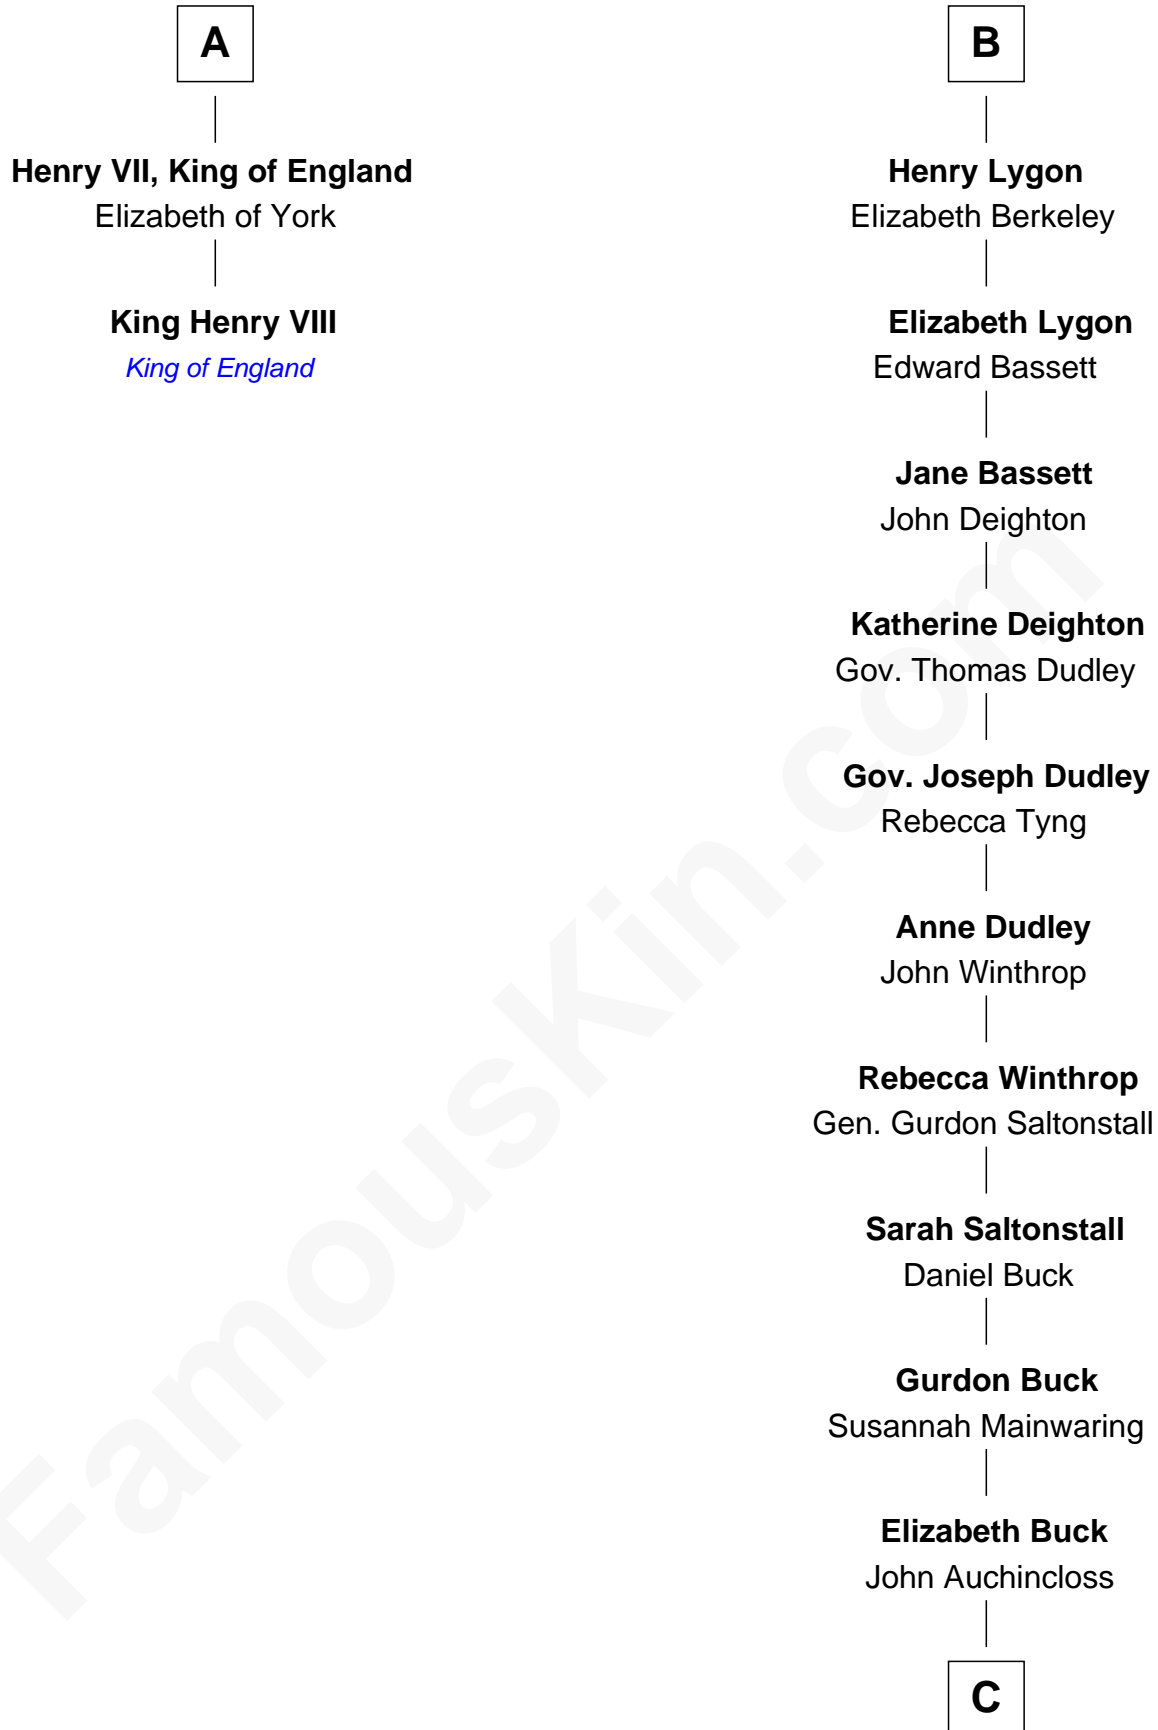 A
Henry VII, King of England
Elizabeth of York
King Henry VIII
King of England
B
Henry Lygon
Elizabeth Berkeley
Elizabeth Lygon
Edward Bassett
Jane Bassett
John Deighton
Katherine Deighton
Gov. Thomas Dudley
Gov. Joseph Dudley
Rebecca Tyng
Anne Dudley
John Winthrop
Rebecca Winthrop
Gen. Gurdon Saltonstall
Sarah Saltonstall
Daniel Buck
Gurdon Buck
Susannah Mainwaring
Elizabeth Buck
John Auchincloss
C
FamousKin.com